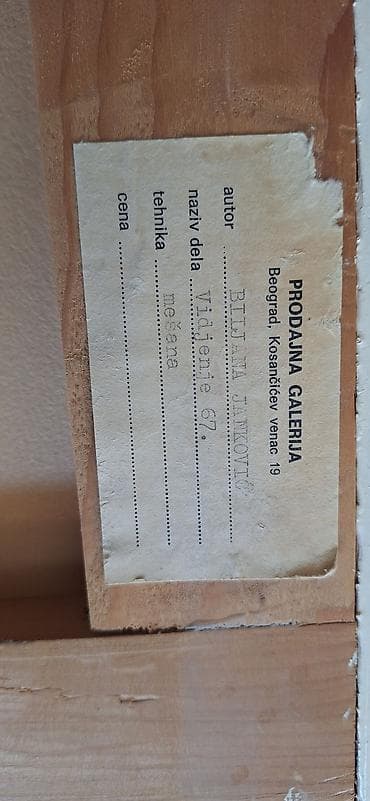 PRODAJNA GALERIJA
Beograd, Kosančićev venac 19
autor BILJANA JANKOVIĆ
naziv dela Vidjenje 67.
tehnika mešana
cena